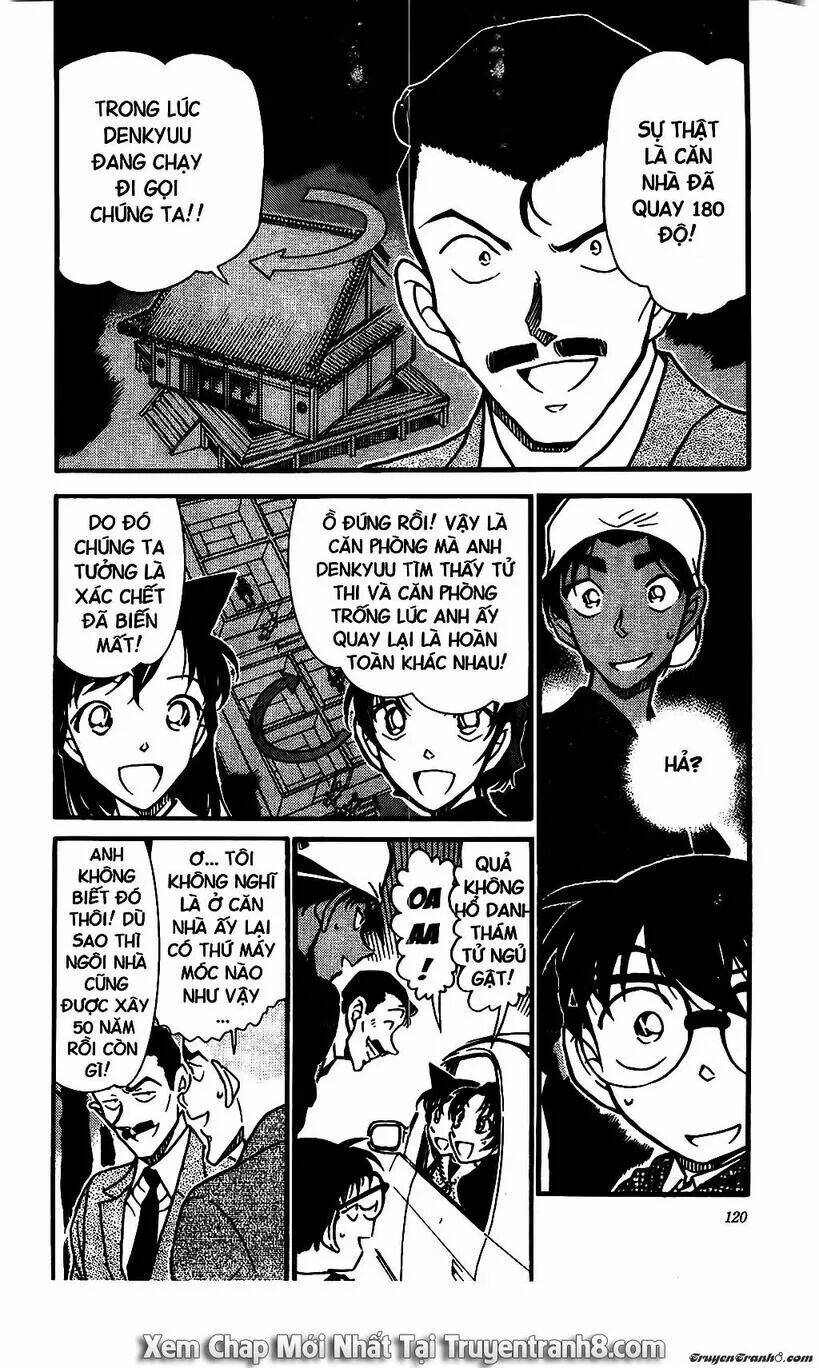 SỰ THẬT
LÀ CĂN
NHÀ ĐÃ
QUAY 180
ĐỘ!
TRONG LÚC
DENKYUU
ĐANG CHẠY
ĐI GỌI
CHÚNG TA!!
HẢ?
Ồ ĐÚNG RỒI! VẬY LÀ
CĂN PHÒNG MÀ ANH
DENKYUU TÌM THẤY TỬ
THI VÀ CĂN PHÒNG
TRỐNG LÚC ANH ẤY
QUAY LẠI LÀ HOÀN
TOÀN KHÁC NHAU!
DO ĐÓ
CHÚNG TA
TƯỞNG LÀ
XÁC CHẾT
ĐÃ BIẾN
MẤT!
QUẢ
KHÔNG
HỔ DANH
THÁM
TỬ NGỦ
GẬT!
OA
AA
!
Ơ... TÔI
KHÔNG NGHĨ
LÀ Ở CĂN
NHÀ ẤY LẠI
CÓ THỨ MÁY
MÓC NÀO
NHƯ VẬY
...
ANH
KHÔNG
BIẾT ĐÓ
THÔI! DÙ
SAO THÌ
NGÔI NHÀ
CŨNG
ĐƯỢC XÂY
50 NĂM
RỒI CÒN
GÌ!
120
Xem Chap Mới Nhất Tại Truyentranh8.com
TruyenTranh8.com